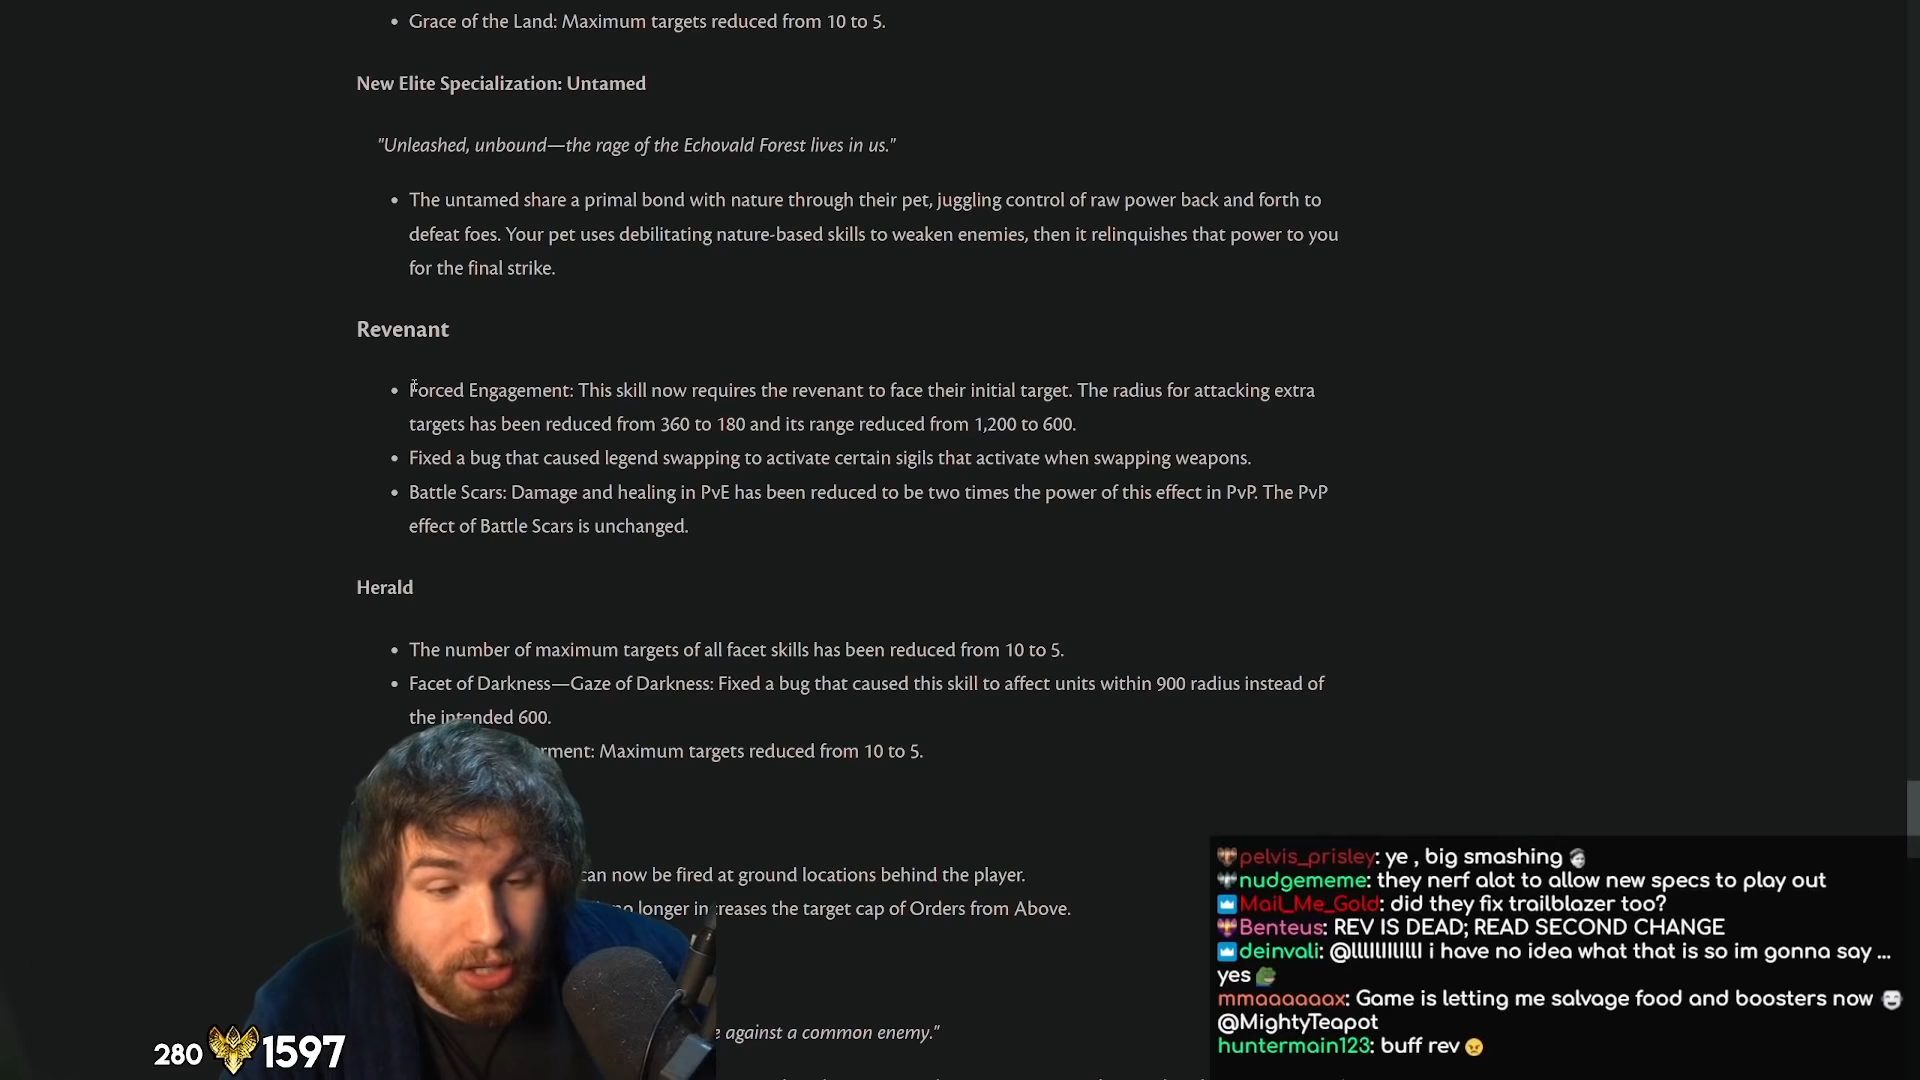 Grace of the Land: Maximum targets reduced from 10 to 5.
New Elite Specialization: Untamed
"Unleashed, unbound—the rage of the Echovald Forest lives in us."
The untamed share a primal bond with nature through their pet, juggling control of raw power back and forth to
defeat foes. Your pet uses debilitating nature-based skills to weaken enemies, then it relinquishes that power to you
for the final strike.
Revenant
Forced Engagement: This skill now requires the revenant to face their initial target. The radius for attacking extra
targets has been reduced from 360 to 180 and its range reduced from 1,200 to 600.
Fixed a bug that caused legend swapping to activate certain sigils that activate when swapping weapons.
Battle Scars: Damage and healing in PvE has been reduced to be two times the power of this effect in PvP. The PvP
effect of Battle Scars is unchanged.
Herald
The number of maximum targets of all facet skills has been reduced from 10 to 5.
Facet of Darkness—Gaze of Darkness: Fixed a bug that caused this skill to affect units within 900 radius instead of
the intended 600.
rment: Maximum targets reduced from 10 to 5.
can now be fired at ground locations behind the player.
no longer increases the target cap of Orders from Above.
against a common enemy."
280 1597
pelvis_prisley: ye , big smashing
nudgememe: they nerf alot to allow new specs to play out
Mail_Me_Gold: did they fix trailblazer too?
Benteus: REV IS DEAD; READ SECOND CHANGE
deinvali: i have no idea what that is so im gonna say ...
yes
mmaaaaaax: Game is letting me salvage food and boosters now
@MightyTeapot
huntermain123: buff rev